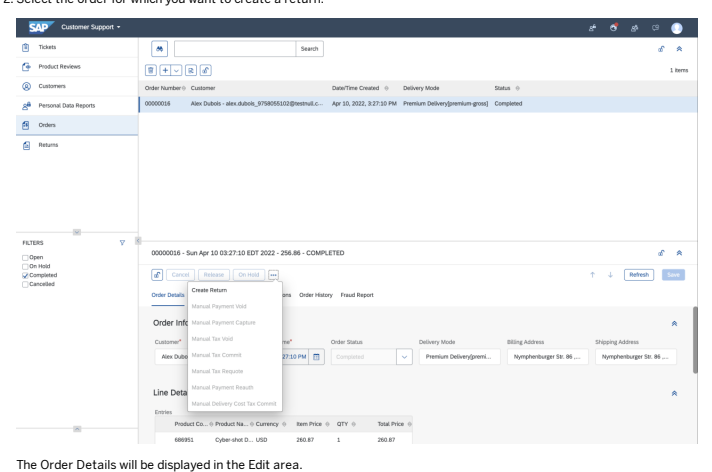 2. Select the order for which you want to create a return.
SAP Customer Support
Tickets
Product Reviews
Customers
Personal Data Reports
Orders
Returns
Search
1 items
Order Number Customer Date/Time Created Delivery Mode Status
00000016 Alex Dubois - alex.dubois_9758055102@testnull.c... Apr 10, 2022, 3:27:10 PM Premium Delivery[premium-gross] Completed
FILTERS
Open
On Hold
Completed
Cancelled
00000016 - Sun Apr 10 03:27:10 EDT 2022 - 256.86 - COMPLETED
Cancel Release On Hold ... Refresh Save
Order Details ons Order History Fraud Report
Create Return
Manual Payment Void
Manual Payment Capture
Manual Tax Void
Manual Tax Commit
Manual Tax Requote
Manual Payment Reauth
Manual Delivery Cost Tax Commit
Order Info
Customer* me* Order Status Delivery Mode Billing Address Shipping Address
Alex Dubo 27:10 PM Completed Premium Delivery[premi... Nymphenburger Str. 86 ,... Nymphenburger Str. 86 ,...
Line Deta
Entries
Product Co... Product Na... Currency Item Price QTY Total Price
686951 Cyber-shot D... USD 260.87 1 260.87
The Order Details will be displayed in the Edit area.